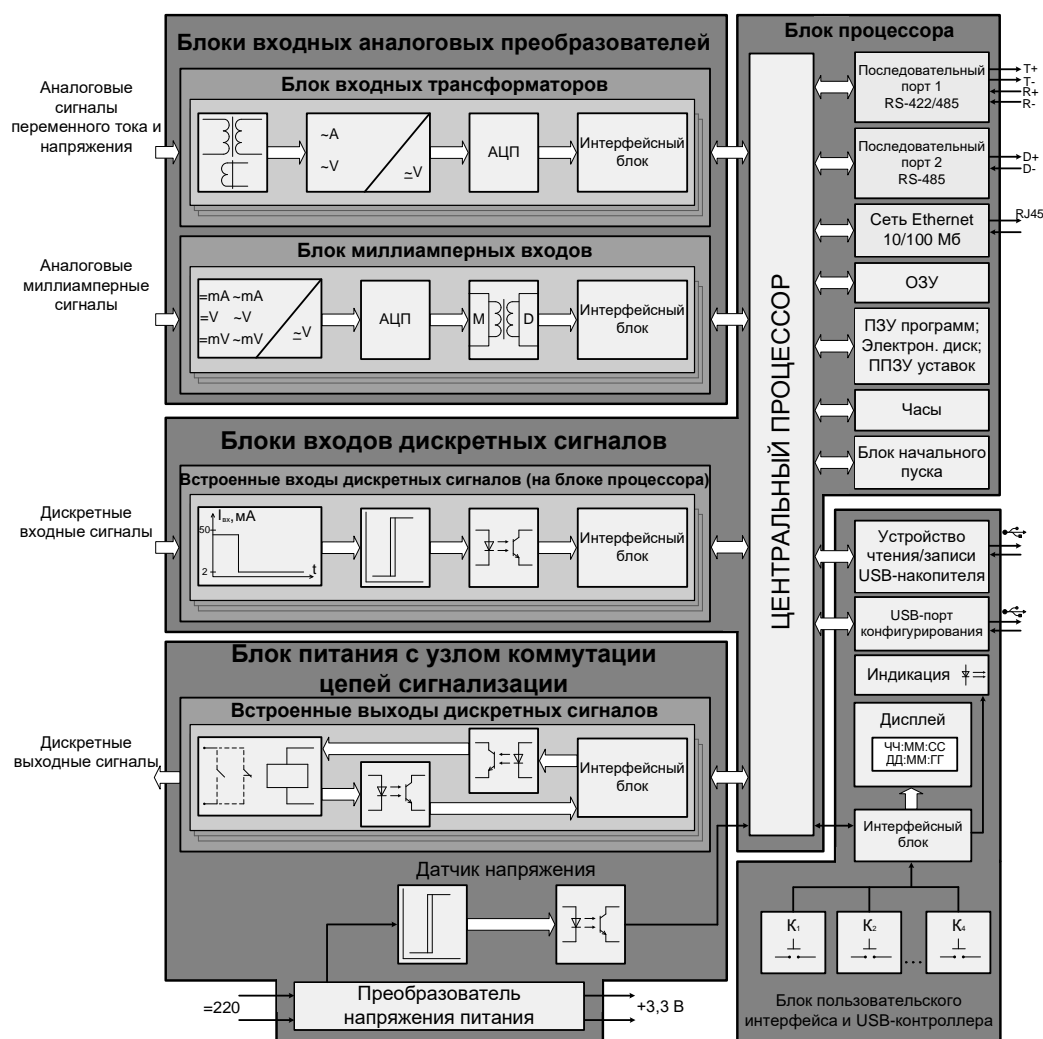 Блоки входных аналоговых преобразователей
Аналоговые
сигналы
переменного тока и
напряжения
Блок входных трансформаторов
~А
~V
≃V
АЦП
Интерфейсный
блок
Аналоговые
миллиамперные
сигналы
Блок миллиамперных входов
=mA ~mA
=V ~V
=mV ~mV
≃V
АЦП
M
D
Интерфейсный
блок
Блоки входов дискретных сигналов
Дискретные
входные сигналы
Встроенные входы дискретных сигналов (на блоке процессора)
Iвх, мА
50
2
t
Интерфейсный
блок
Блок питания с узлом коммутации
цепей сигнализации
Дискретные
выходные сигналы
Встроенные выходы дискретных сигналов
Интерфейсный
блок
Датчик напряжения
=220
Преобразователь
напряжения питания
+3,3 В
Блок процессора
ЦЕНТРАЛЬНЫЙ ПРОЦЕССОР
Последовательный
порт 1
RS-422/485
T+
T-
R+
R-
Последовательный
порт 2
RS-485
D+
D-
Сеть Ethernet
10/100 Мб
RJ45
ОЗУ
ПЗУ программ;
Электрон. диск;
ППЗУ уставок
Часы
Блок начального
пуска
Устройство
чтения/записи
USB-накопителя
USB-порт
конфигурирования
Индикация
Дисплей
ЧЧ:ММ:СС
ДД:ММ:ГГ
Интерфейсный
блок
К1
К2
...
К4
Блок пользовательского
интерфейса и USB-контроллера